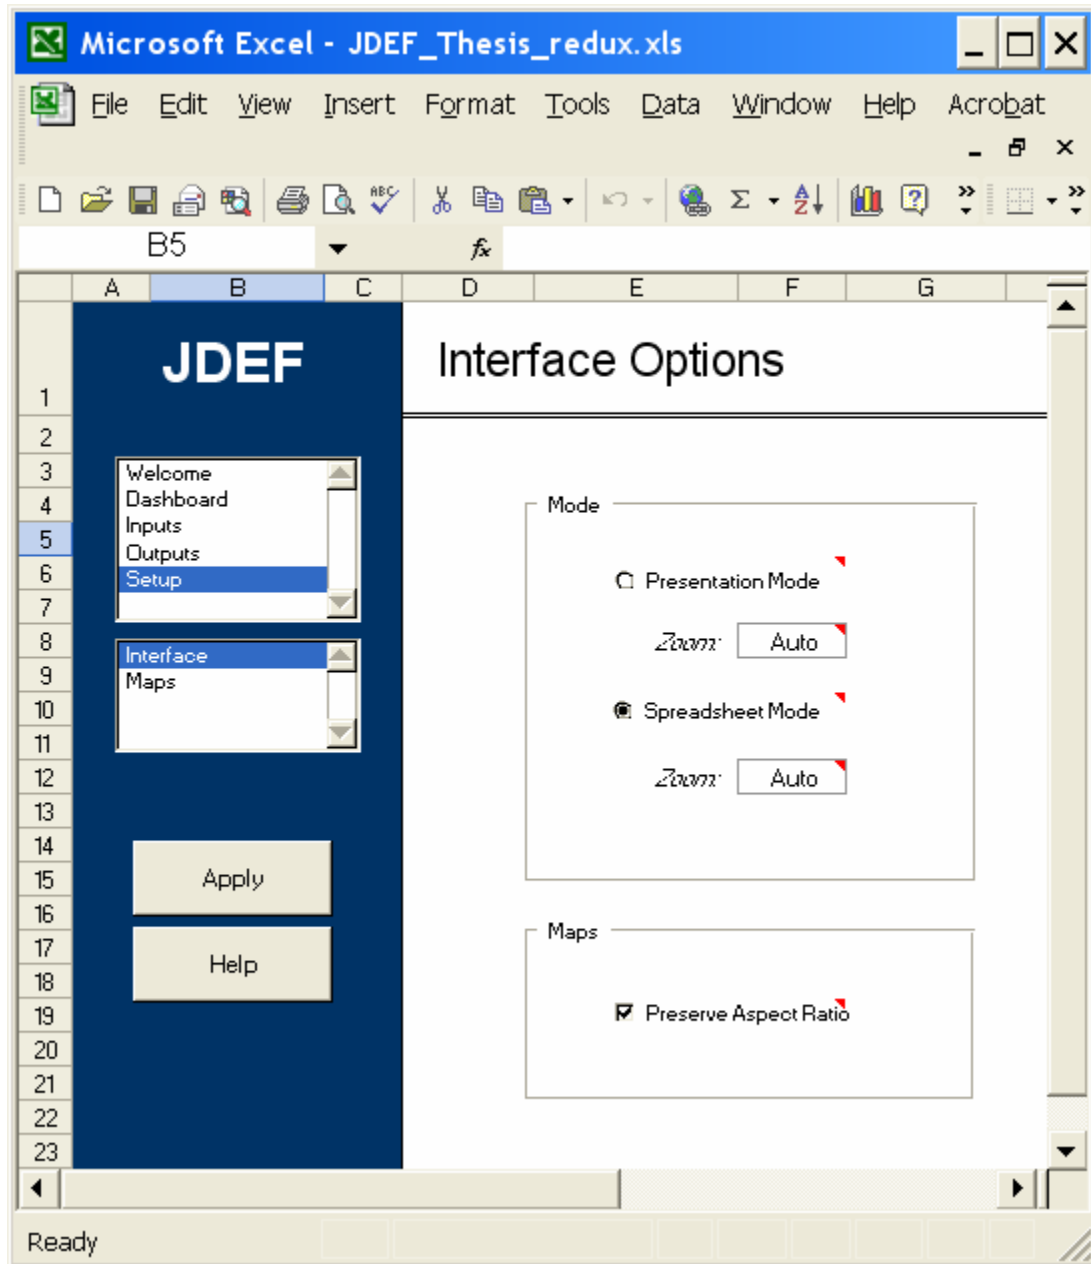 Microsoft Excel - JDEF_Thesis_redux.xls
File Edit View Insert Format Tools Data Window Help Acrobat
ABC Σ A Z ?
B5 fx
A B C D E F G
JDEF Interface Options
1
2
3 Welcome
4 Dashboard Mode
5 Inputs
Outputs
6 Setup Presentation Mode
7
8 Interface Zoom: Auto
9 Maps
10 Spreadsheet Mode
11
12 Zoom: Auto
13
14
15 Apply
16
17 Maps
18 Help
19 Preserve Aspect Ratio
20
21
22
23
Ready